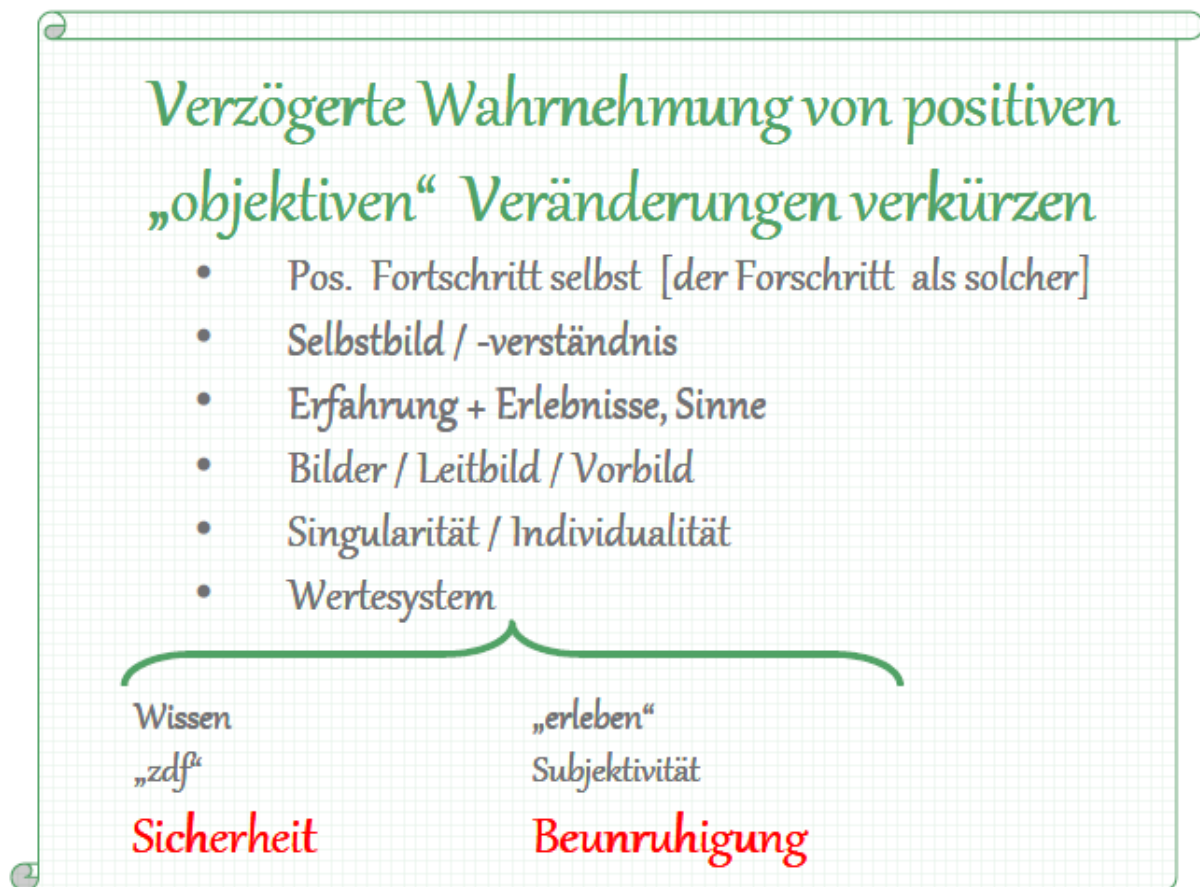 Verzögerte Wahrnehmung von positiven
„objektiven“ Veränderungen verkürzen
• Pos. Fortschritt selbst [der Forschritt als solcher]
• Selbstbild / -verständnis
• Erfahrung + Erlebnisse, Sinne
• Bilder / Leitbild / Vorbild
• Singularität / Individualität
• Wertesystem
Wissen „erleben“
„zdf“ Subjektivität
Sicherheit Beunruhigung